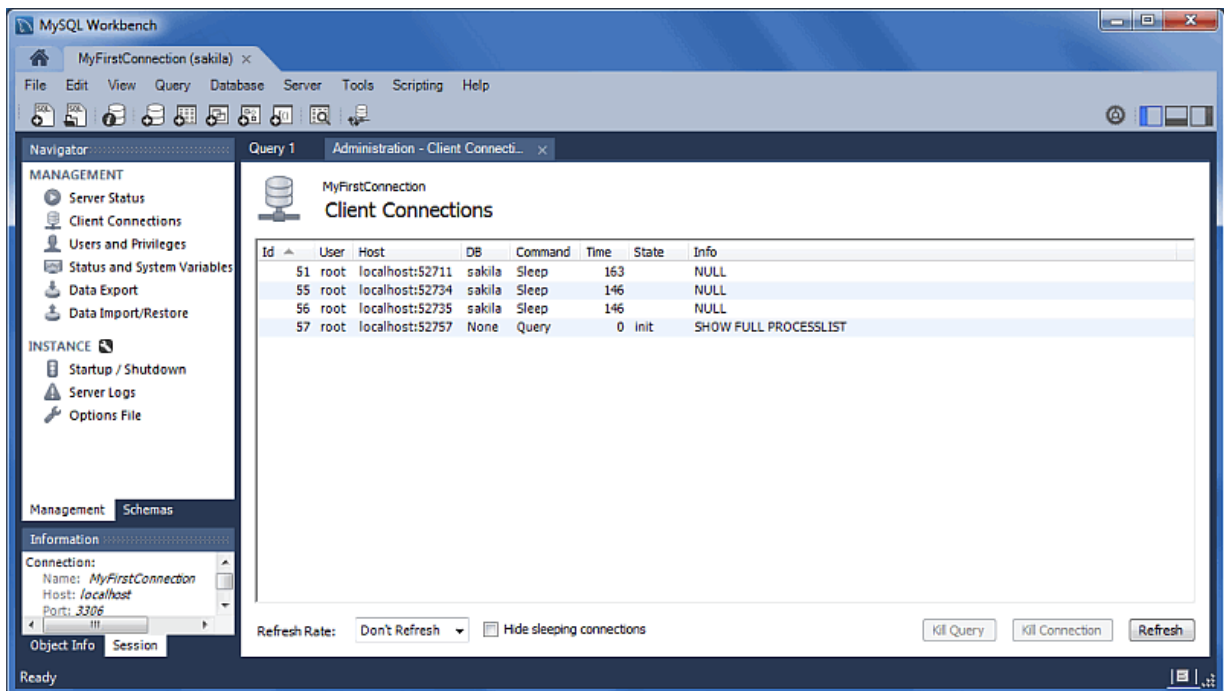 MySQL Workbench
MyFirstConnection (sakila)
File Edit View Query Database Server Tools Scripting Help
Navigator
MANAGEMENT
Server Status
Client Connections
Users and Privileges
Status and System Variables
Data Export
Data Import/Restore
INSTANCE
Startup / Shutdown
Server Logs
Options File
Management Schemas
Information
Connection:
Name: MyFirstConnection
Host: localhost
Port: 3306
Object Info Session
Query 1 Administration - Client Connecti...
MyFirstConnection
Client Connections
Id User Host DB Command Time State Info
51 root localhost:52711 sakila Sleep 163 NULL
55 root localhost:52734 sakila Sleep 146 NULL
56 root localhost:52735 sakila Sleep 146 NULL
57 root localhost:52757 None Query 0 init SHOW FULL PROCESSLIST
Refresh Rate: Don't Refresh Hide sleeping connections Kill Query Kill Connection Refresh
Ready